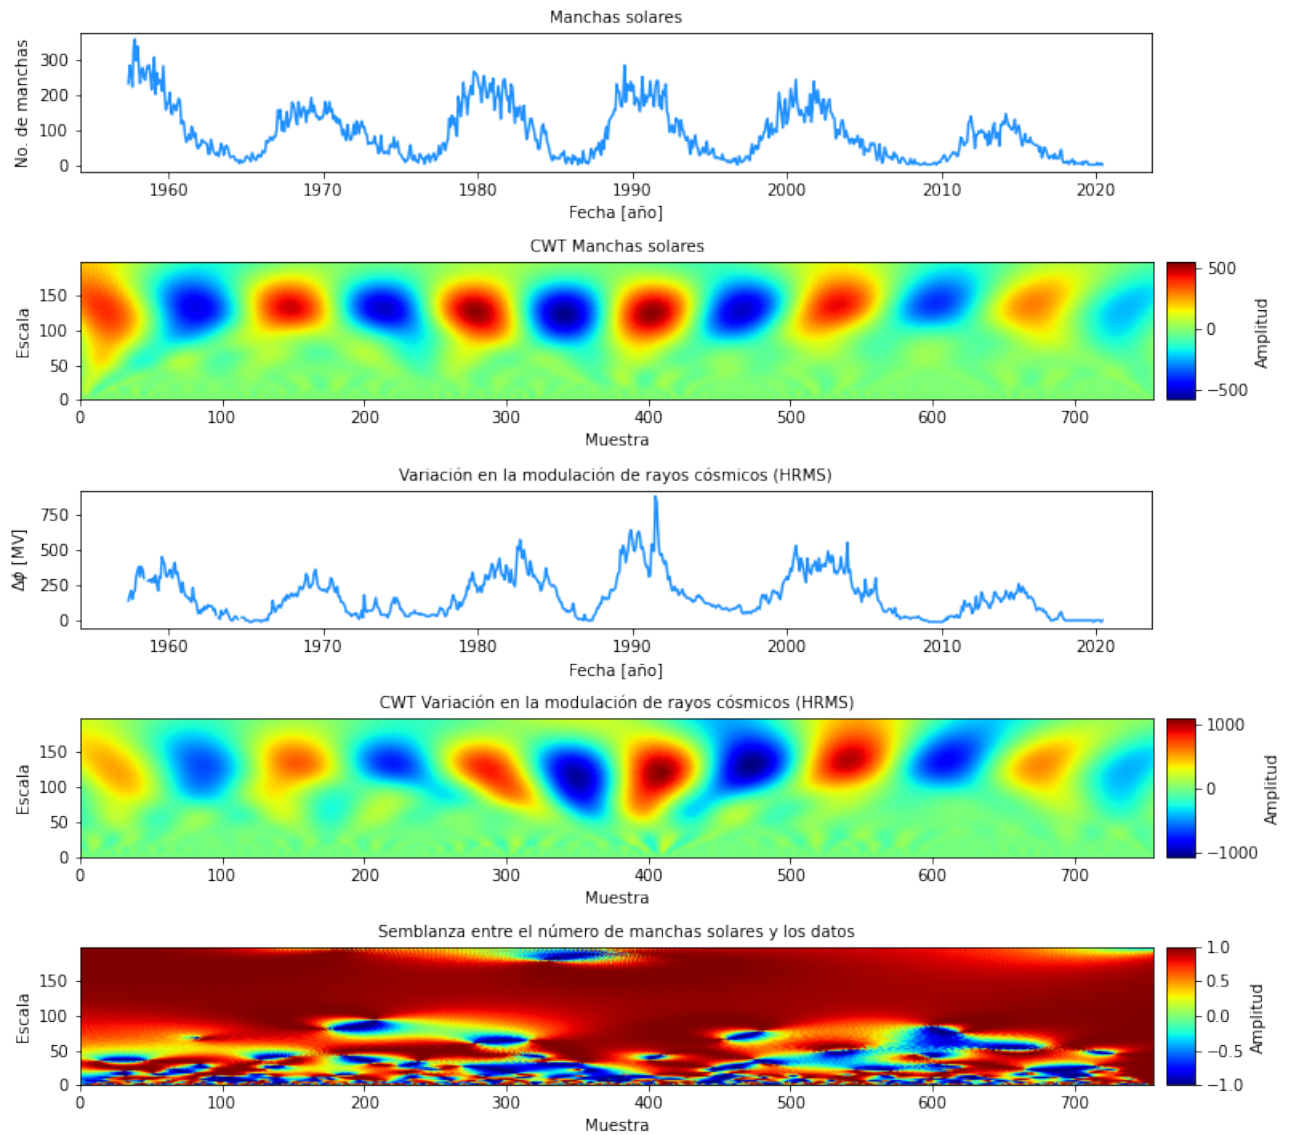 Manchas solares
No. de manchas
300
200
100
0
1960 1970 1980 1990 2000 2010 2020
Fecha [año]
CWT Manchas solares
Escala
150
100
50
0
0 100 200 300 400 500 600 700
Muestra
500
0
−500
Amplitud
Variación en la modulación de rayos cósmicos (HRMS)
Δϕ [MV]
750
500
250
0
1960 1970 1980 1990 2000 2010 2020
Fecha [año]
CWT Variación en la modulación de rayos cósmicos (HRMS)
Escala
150
100
50
0
0 100 200 300 400 500 600 700
Muestra
1000
0
−1000
Amplitud
Semblanza entre el número de manchas solares y los datos
Escala
150
100
50
0
0 100 200 300 400 500 600 700
Muestra
1.0
0.5
0.0
−0.5
−1.0
Amplitud